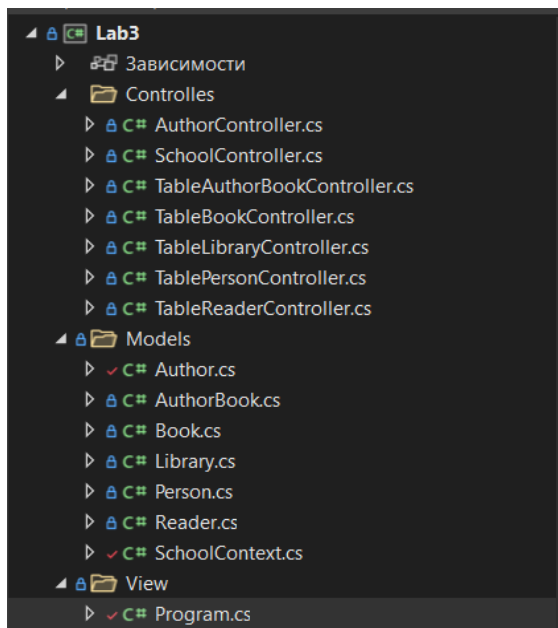 C# Lab3
Зависимости
Controlles
C# AuthorController.cs
C# SchoolController.cs
C# TableAuthorBookController.cs
C# TableBookController.cs
C# TableLibraryController.cs
C# TablePersonController.cs
C# TableReaderController.cs
Models
C# Author.cs
C# AuthorBook.cs
C# Book.cs
C# Library.cs
C# Person.cs
C# Reader.cs
C# SchoolContext.cs
View
C# Program.cs